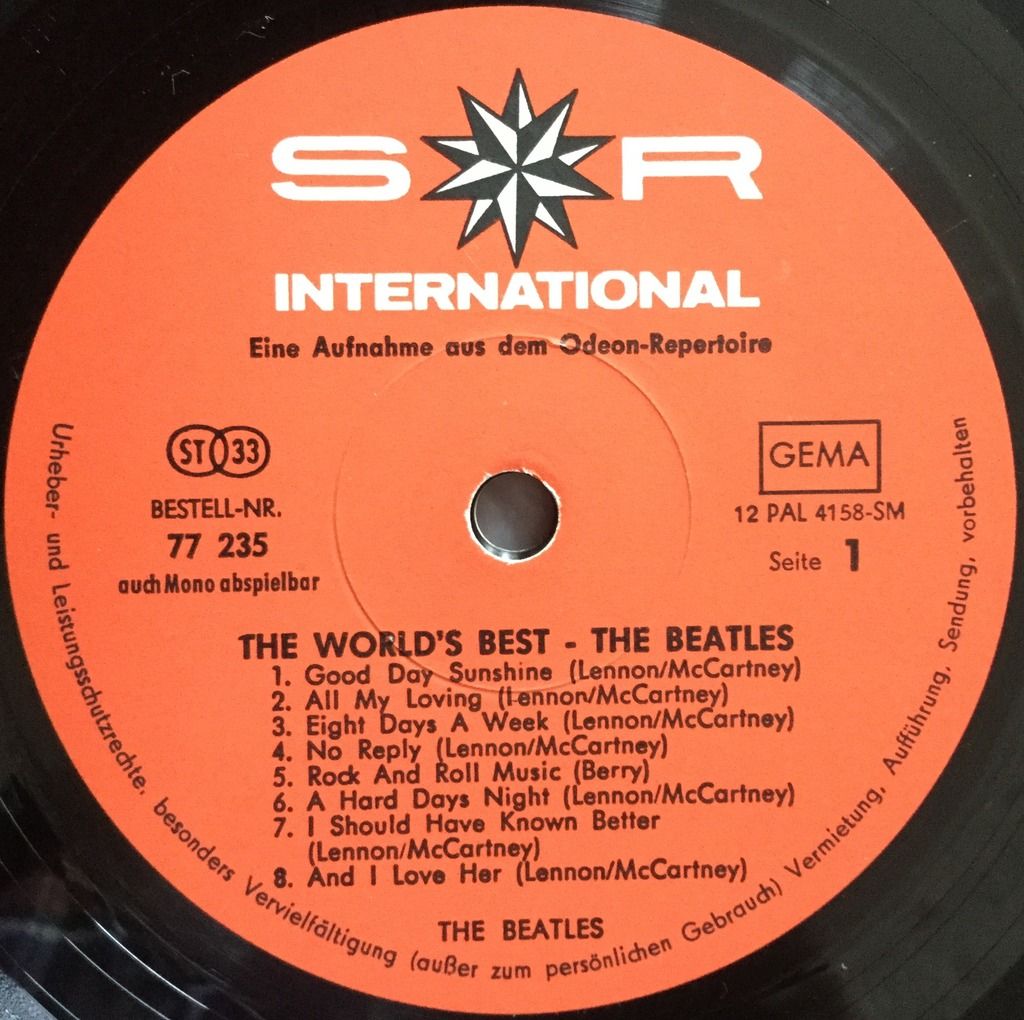 S R
INTERNATIONAL
Eine Aufnahme aus dem Odeon-Repertoire
ST 33
BESTELL-NR.
77 235
auch Mono abspielbar
GEMA
12 PAL 4158-SM
Seite 1
THE WORLD'S BEST - THE BEATLES
1. Good Day Sunshine (Lennon/McCartney)
2. All My Loving (Lennon/McCartney)
3. Eight Days A Week (Lennon/McCartney)
4. No Reply (Lennon/McCartney)
5. Rock And Roll Music (Berry)
6. A Hard Days Night (Lennon/McCartney)
7. I Should Have Known Better
(Lennon/McCartney)
8. And I Love Her (Lennon/McCartney)
THE BEATLES
Urheber- und Leistungsschutzrechte, besonders Vervielfältigung (außer zum persönlichen Gebrauch) Vermietung, Aufführung, Sendung, vorbehalten